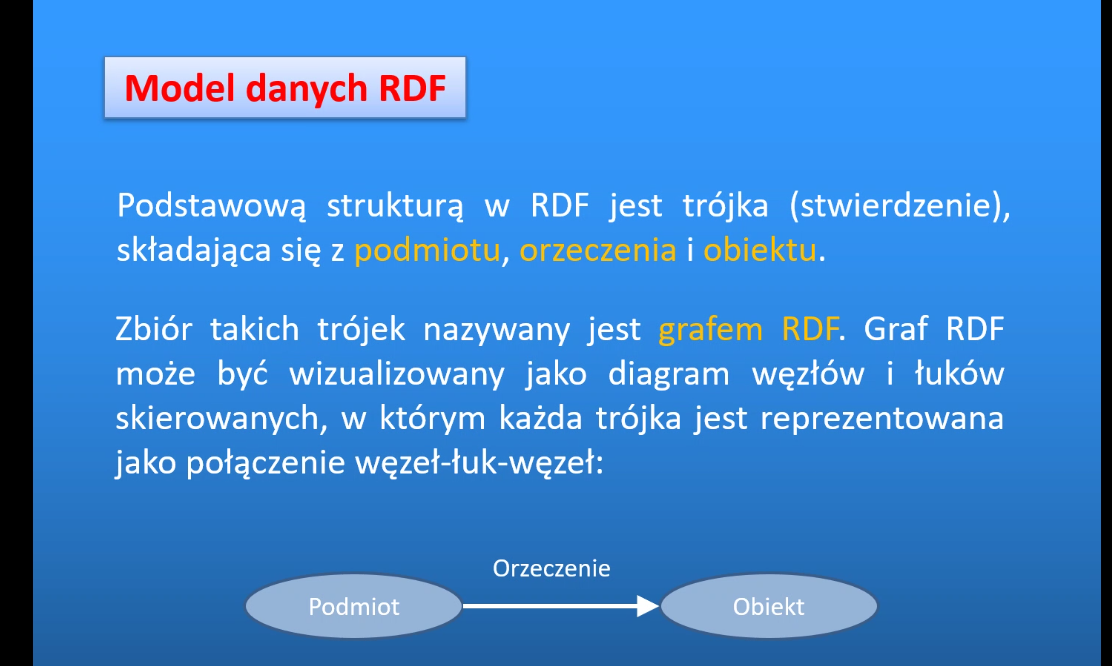 Model danych RDF
Podstawową strukturą w RDF jest trójka (stwierdzenie),
składająca się z podmiotu, orzeczenia i obiektu.
Zbiór takich trójek nazywany jest grafem RDF. Graf RDF
może być wizualizowany jako diagram węzłów i łuków
skierowanych, w którym każda trójka jest reprezentowana
jako połączenie węzeł-łuk-węzeł:
Orzeczenie
Podmiot
Obiekt